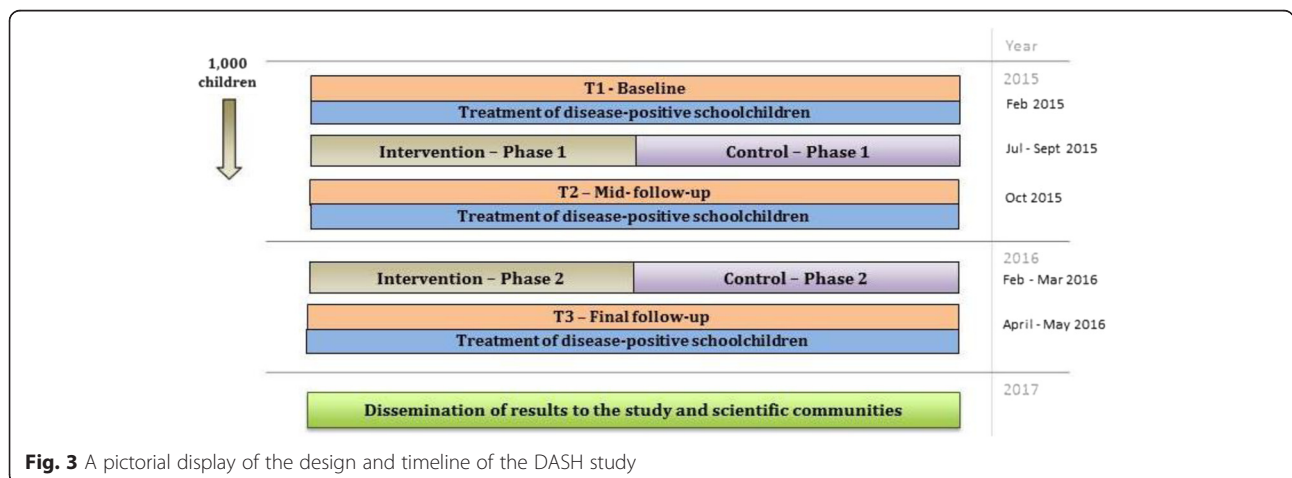 Year
1,000
children
2015
T1 - Baseline
Feb 2015
Treatment of disease-positive schoolchildren
Intervention – Phase 1
Control – Phase 1
Jul - Sept 2015
T2 – Mid- follow-up
Oct 2015
Treatment of disease-positive schoolchildren
2016
Intervention – Phase 2
Control – Phase 2
Feb - Mar 2016
T3 – Final follow-up
April - May 2016
Treatment of disease-positive schoolchildren
2017
Dissemination of results to the study and scientific communities
Fig. 3 A pictorial display of the design and timeline of the DASH study